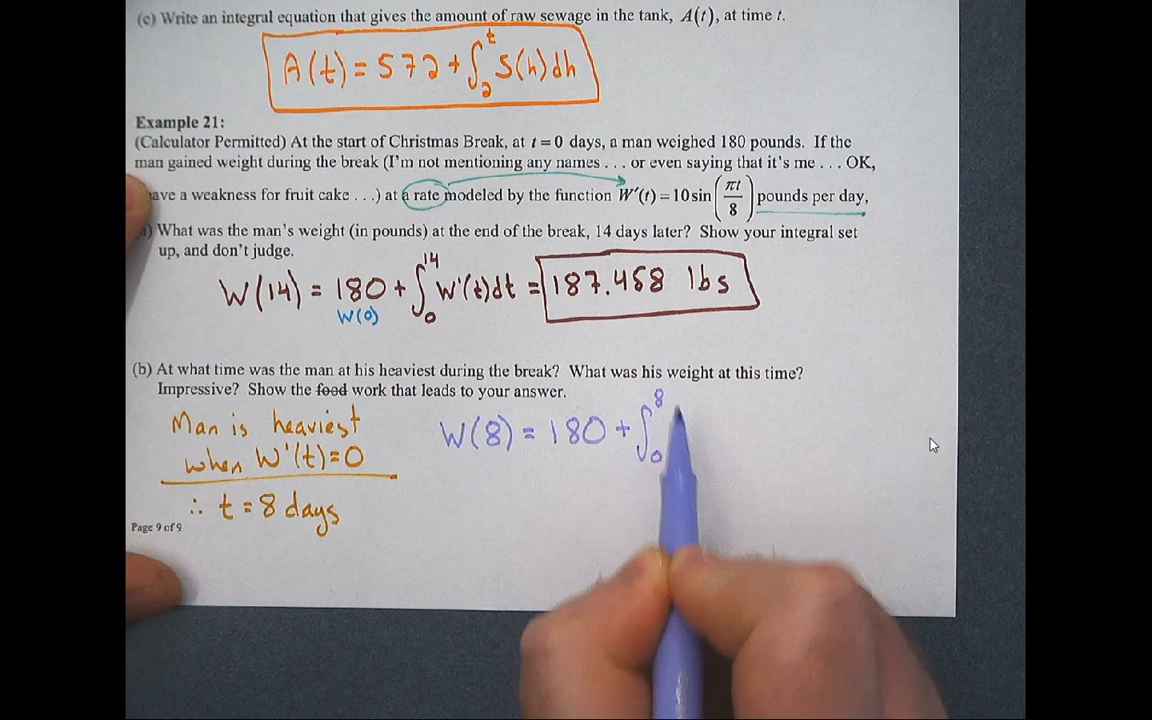 (c) Write an integral equation that gives the amount of raw sewage in the tank, A(t), at time t.
A(t) = 572 + ∫₂ᵗ S(h)dh
Example 21:
(Calculator Permitted) At the start of Christmas Break, at t = 0 days, a man weighed 180 pounds. If the
man gained weight during the break (I'm not mentioning any names . . . or even saying that it's me . . . OK,
ave a weakness for fruit cake . . .) at a rate modeled by the function W′(t) = 10 sin(πt/8) pounds per day,
) What was the man's weight (in pounds) at the end of the break, 14 days later? Show your integral set
up, and don't judge.
W(14) = 180 + ∫₀¹⁴ W'(t)dt = 187.458 lbs
W(0)
(b) At what time was the man at his heaviest during the break? What was his weight at this time?
Impressive? Show the food work that leads to your answer.
Man is heaviest
when W'(t)=0
∴ t = 8 days
W(8) = 180 + ∫₀⁸
Page 9 of 9